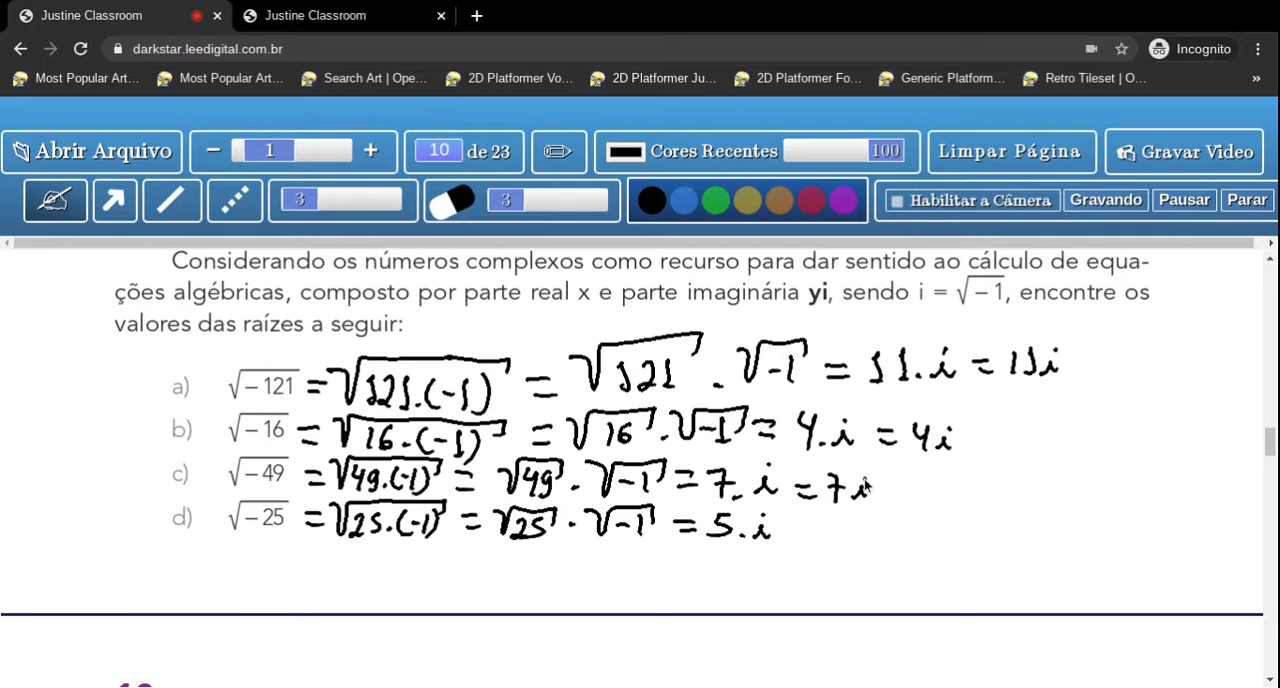 Justine Classroom Justine Classroom
darkstar.leedigital.com.br Incognito
Most Popular Art... Most Popular Art... Search Art | Ope... 2D Platformer Vo... 2D Platformer Ju... 2D Platformer Fo... Generic Platform... Retro Tileset | O... »
Abrir Arquivo − 1 + 10 de 23 Cores Recentes 100 Limpar Página Gravar Video
3 3 Habilitar a Câmera Gravando Pausar Parar
Considerando os números complexos como recurso para dar sentido ao cálculo de equa-
ções algébricas, composto por parte real x e parte imaginária yi, sendo i = √−1, encontre os
valores das raízes a seguir:
a) √−121 = √121.(−1) = √121 . √−1 = 11.i = 11i
b) √−16 = √16.(−1) = √16 . √−1 = 4.i = 4i
c) √−49 = √49.(−1) = √49 . √−1 = 7.i = 7i
d) √−25 = √25.(−1) = √25 . √−1 = 5.i